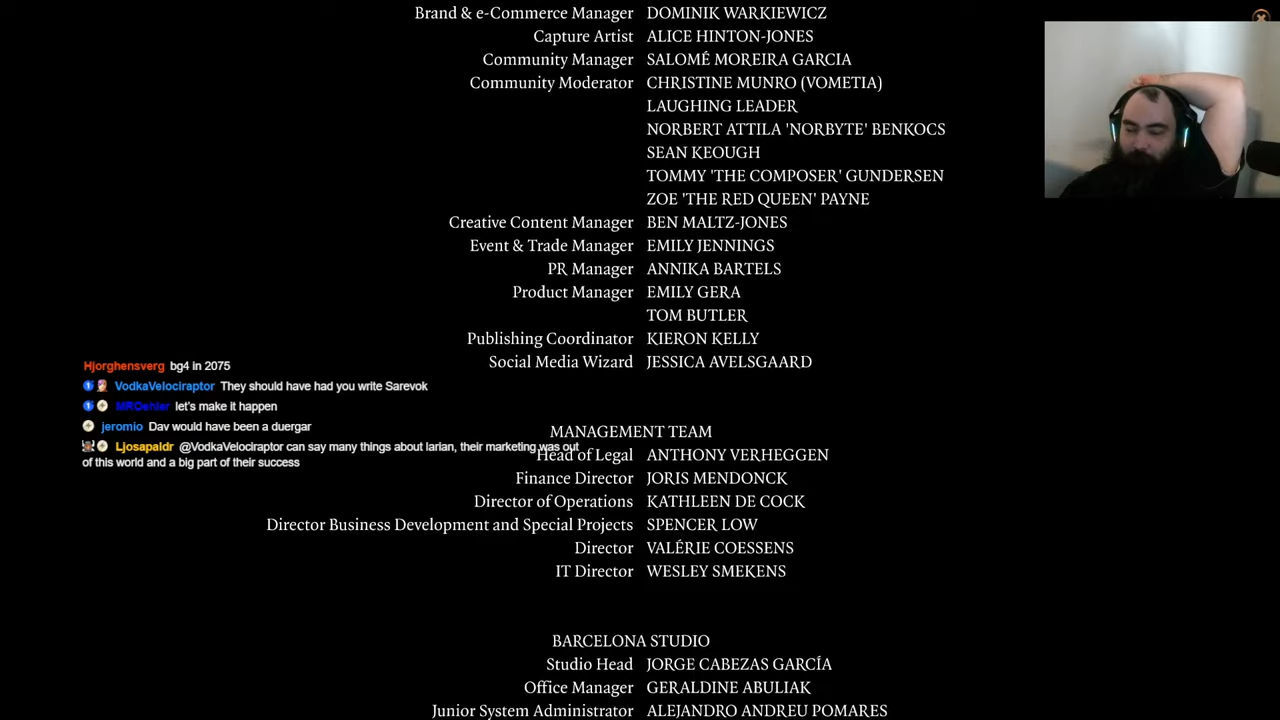 Brand & e-Commerce Manager DOMINIK WARKIEWICZ
Capture Artist ALICE HINTON-JONES
Community Manager SALOMÉ MOREIRA GARCIA
Community Moderator CHRISTINE MUNRO (VOMETIA)
LAUGHING LEADER
NORBERT ATTILA 'NORBYTE' BENKOCS
SEAN KEOUGH
TOMMY 'THE COMPOSER' GUNDERSEN
ZOE 'THE RED QUEEN' PAYNE
Creative Content Manager BEN MALTZ-JONES
Event & Trade Manager EMILY JENNINGS
PR Manager ANNIKA BARTELS
Product Manager EMILY GERA
TOM BUTLER
Publishing Coordinator KIERON KELLY
Social Media Wizard JESSICA AVELSGAARD
Hjorghensverg bg4 in 2075
VodkaVelociraptor They should have had you write Sarevok
MROehler let's make it happen
jeromio Dav would have been a duergar
Ljosapaldr @VodkaVelociraptor can say many things about larian, their marketing was out
of this world and a big part of their success
MANAGEMENT TEAM
Head of Legal ANTHONY VERHEGGEN
Finance Director JORIS MENDONCK
Director of Operations KATHLEEN DE COCK
Director Business Development and Special Projects SPENCER LOW
Director VALÉRIE COESSENS
IT Director WESLEY SMEKENS
BARCELONA STUDIO
Studio Head JORGE CABEZAS GARCÍA
Office Manager GERALDINE ABULIAK
Junior System Administrator ALEJANDRO ANDREU POMARES